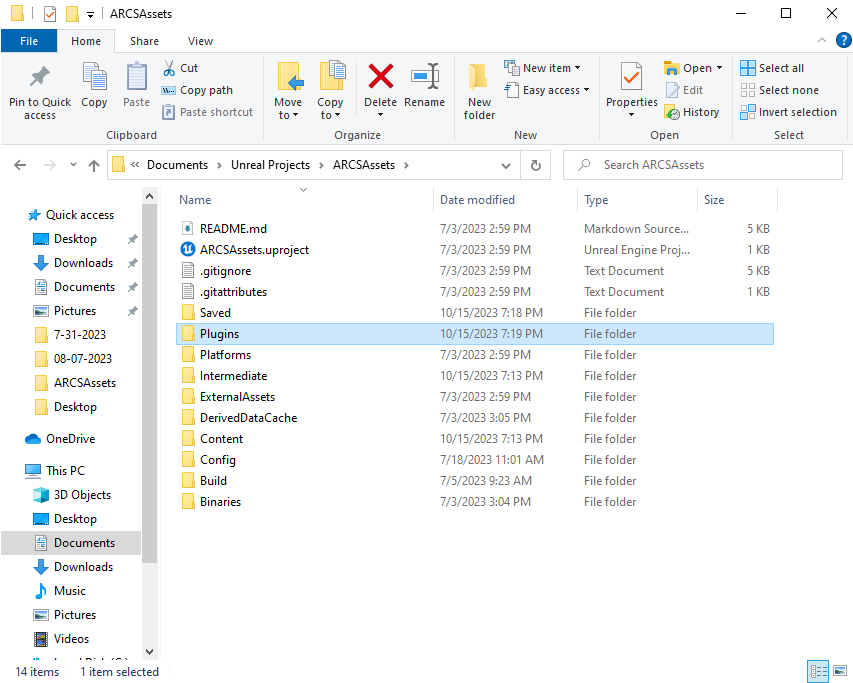 ARCSAssets
File Home Share View
Pin to Quick access
Copy
Paste
Cut
Copy path
Paste shortcut
Clipboard
Move to
Copy to
Delete
Rename
Organize
New folder
New item
Easy access
New
Properties
Open
Edit
History
Open
Select all
Select none
Invert selection
Select
« Documents > Unreal Projects > ARCSAssets >
Search ARCSAssets
Quick access
Desktop
Downloads
Documents
Pictures
7-31-2023
08-07-2023
ARCSAssets
Desktop
OneDrive
This PC
3D Objects
Desktop
Documents
Downloads
Music
Pictures
Videos
Name Date modified Type Size
README.md 7/3/2023 2:59 PM Markdown Source... 5 KB
ARCSAssets.uproject 7/3/2023 2:59 PM Unreal Engine Proj... 1 KB
.gitignore 7/3/2023 2:59 PM Text Document 5 KB
.gitattributes 7/3/2023 2:59 PM Text Document 1 KB
Saved 10/15/2023 7:18 PM File folder
Plugins 10/15/2023 7:19 PM File folder
Platforms 7/3/2023 2:59 PM File folder
Intermediate 10/15/2023 7:13 PM File folder
ExternalAssets 7/3/2023 2:59 PM File folder
DerivedDataCache 7/3/2023 3:05 PM File folder
Content 10/15/2023 7:13 PM File folder
Config 7/18/2023 11:01 AM File folder
Build 7/5/2023 9:23 AM File folder
Binaries 7/3/2023 3:04 PM File folder
14 items 1 item selected